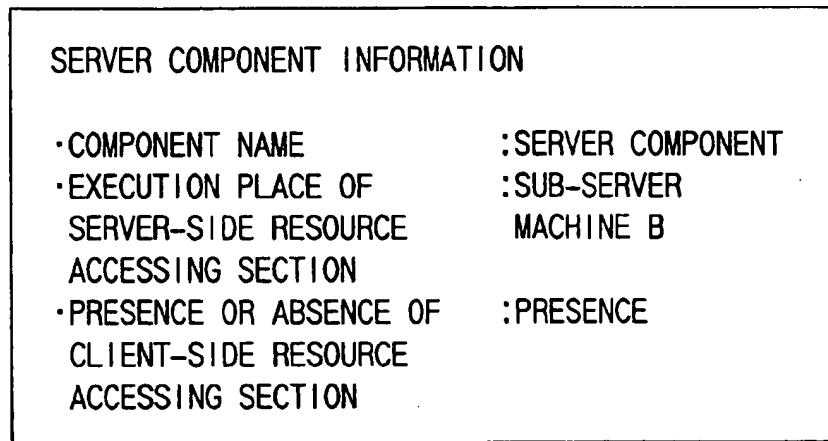 SERVER COMPONENT INFORMATION
·COMPONENT NAME :SERVER COMPONENT
·EXECUTION PLACE OF :SUB-SERVER
SERVER-SIDE RESOURCE MACHINE B
ACCESSING SECTION
·PRESENCE OR ABSENCE OF :PRESENCE
CLIENT-SIDE RESOURCE
ACCESSING SECTION